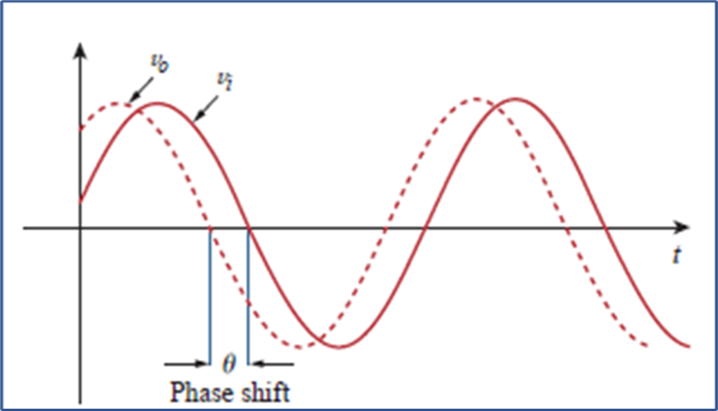 v₀
vᵢ
t
θ
Phase shift